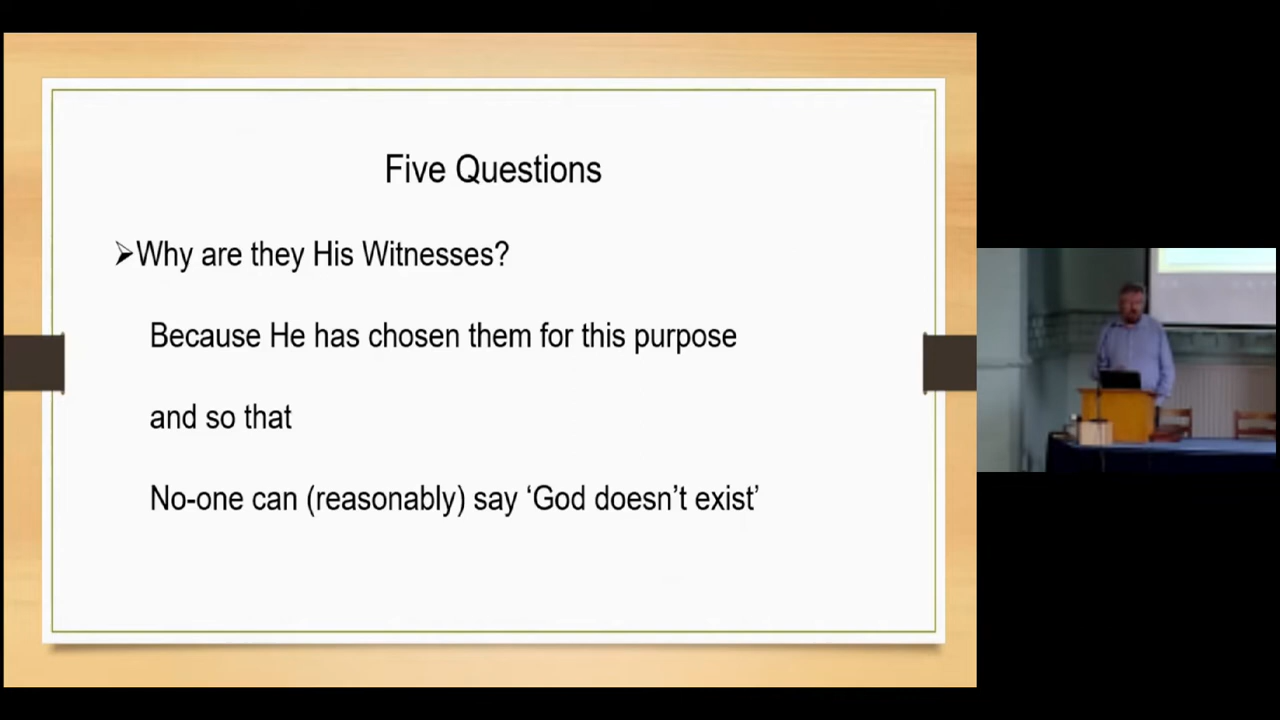 Five Questions
➢Why are they His Witnesses?
Because He has chosen them for this purpose
and so that
No-one can (reasonably) say ‘God doesn’t exist’